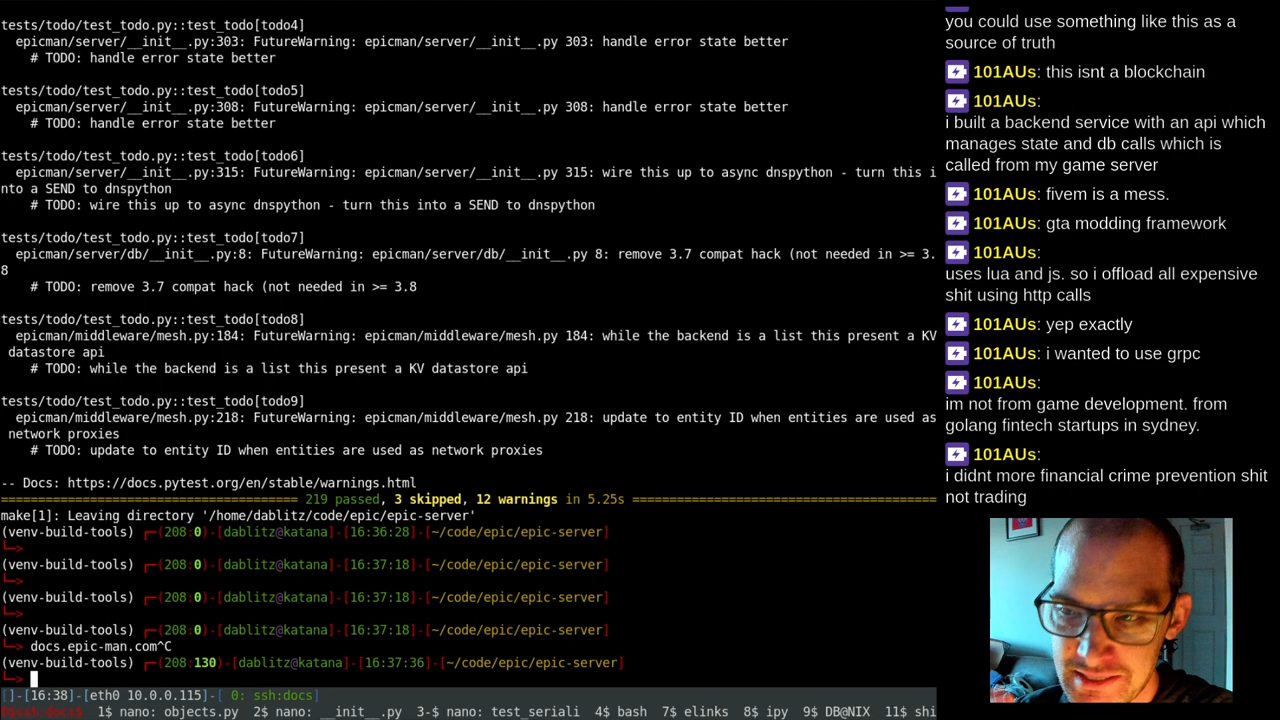 tests/todo/test_todo.py::test_todo[todo4]
epicman/server/__init__.py:303: FutureWarning: epicman/server/__init__.py 303: handle error state better
# TODO: handle error state better
tests/todo/test_todo.py::test_todo[todo5]
epicman/server/__init__.py:308: FutureWarning: epicman/server/__init__.py 308: handle error state better
# TODO: handle error state better
tests/todo/test_todo.py::test_todo[todo6]
epicman/server/__init__.py:315: FutureWarning: epicman/server/__init__.py 315: wire this up to async dnspython - turn this i
nto a SEND to dnspython
# TODO: wire this up to async dnspython - turn this into a SEND to dnspython
tests/todo/test_todo.py::test_todo[todo7]
epicman/server/db/__init__.py:8: FutureWarning: epicman/server/db/__init__.py 8: remove 3.7 compat hack (not needed in >= 3.
8
# TODO: remove 3.7 compat hack (not needed in >= 3.8
tests/todo/test_todo.py::test_todo[todo8]
epicman/middleware/mesh.py:184: FutureWarning: epicman/middleware/mesh.py 184: while the backend is a list this present a KV
datastore api
# TODO: while the backend is a list this present a KV datastore api
tests/todo/test_todo.py::test_todo[todo9]
epicman/middleware/mesh.py:218: FutureWarning: epicman/middleware/mesh.py 218: update to entity ID when entities are used as
network proxies
# TODO: update to entity ID when entities are used as network proxies
-- Docs: https://docs.pytest.org/en/stable/warnings.html
219 passed, 3 skipped, 12 warnings in 5.25s
make[1]: Leaving directory '/home/dablitz/code/epic/epic-server'
(venv-build-tools) ┌─(208:0)-[dablitz@katana]-[16:36:28]-[~/code/epic/epic-server]
└─>
(venv-build-tools) ┌─(208:0)-[dablitz@katana]-[16:37:18]-[~/code/epic/epic-server]
└─>
(venv-build-tools) ┌─(208:0)-[dablitz@katana]-[16:37:18]-[~/code/epic/epic-server]
└─>
(venv-build-tools) ┌─(208:0)-[dablitz@katana]-[16:37:18]-[~/code/epic/epic-server]
└─> docs.epic-man.com^C
(venv-build-tools) ┌─(208:130)-[dablitz@katana]-[16:37:36]-[~/code/epic/epic-server]
└─>
[]-[16:38]-[eth0 10.0.0.115]-[ 0: ssh:docs]
0$ssh:docs 1$ nano: objects.py 2$ nano: __init__.py 3-$ nano: test_seriali 4$ bash 7$ elinks 8$ ipy 9$ DB@NIX 11$ shi
you could use something like this as a
source of truth
101AUs: this isnt a blockchain
101AUs:
i built a backend service with an api which
manages state and db calls which is
called from my game server
101AUs: fivem is a mess.
101AUs: gta modding framework
101AUs:
uses lua and js. so i offload all expensive
shit using http calls
101AUs: yep exactly
101AUs: i wanted to use grpc
101AUs:
im not from game development. from
golang fintech startups in sydney.
101AUs:
i didnt more financial crime prevention shit
not trading